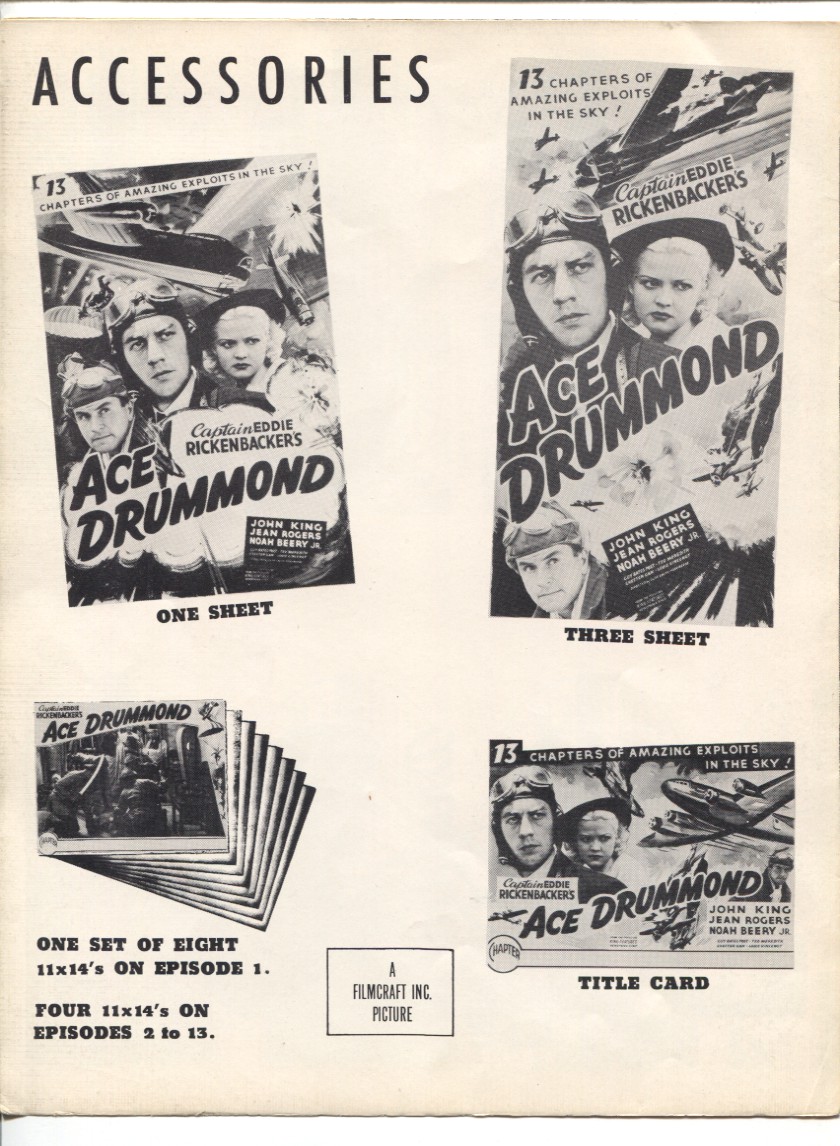 ACCESSORIES
13
CHAPTERS OF AMAZING EXPLOITS IN THE SKY!
Captain EDDIE
RICKENBACKER'S
ACE
DRUMMOND
JOHN KING
JEAN ROGERS
NOAH BEERY JR.
ONE SHEET
13 CHAPTERS OF
AMAZING EXPLOITS
IN THE SKY!
Captain EDDIE
RICKENBACKER'S
ACE
DRUMMOND
JOHN KING
JEAN ROGERS
NOAH BEERY JR.
THREE SHEET
Captain EDDIE
RICKENBACKER'S
ACE DRUMMOND
ONE SET OF EIGHT
11x14's ON EPISODE 1.
FOUR 11x14's ON
EPISODES 2 to 13.
A
FILMCRAFT INC.
PICTURE
13 CHAPTERS OF AMAZING EXPLOITS
IN THE SKY!
Captain EDDIE
RICKENBACKER'S
ACE DRUMMOND
JOHN KING
JEAN ROGERS
NOAH BEERY JR.
CHAPTER
TITLE CARD